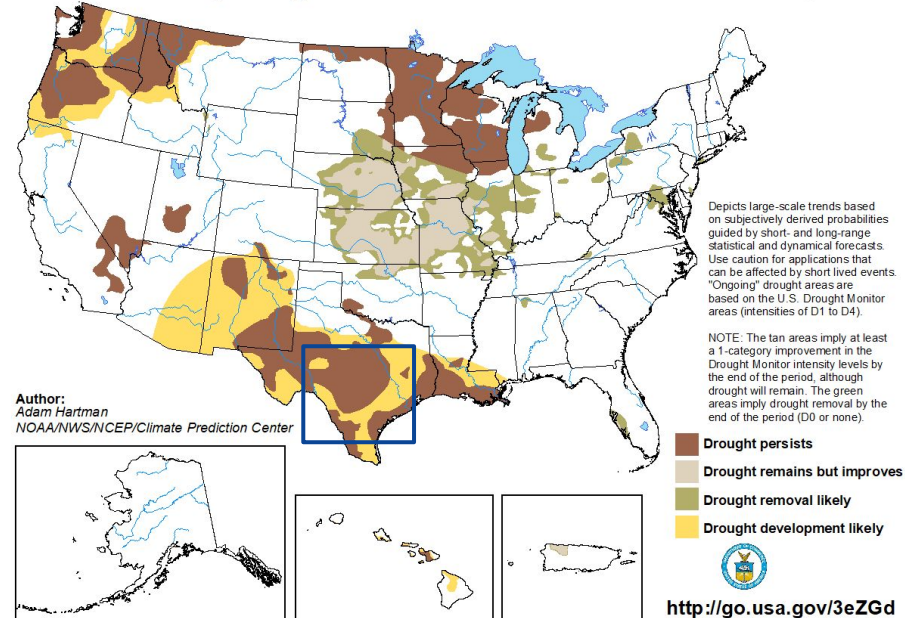 Depicts large-scale trends based
on subjectively derived probabilities
guided by short- and long-range
statistical and dynamical forecasts.
Use caution for applications that
can be affected by short lived events.
"Ongoing" drought areas are
based on the U.S. Drought Monitor
areas (intensities of D1 to D4).
NOTE: The tan areas imply at least
a 1-category improvement in the
Drought Monitor intensity levels by
the end of the period, although
drought will remain. The green
areas imply drought removal by the
end of the period (D0 or none).
Author:
Adam Hartman
NOAA/NWS/NCEP/Climate Prediction Center
Drought persists
Drought remains but improves
Drought removal likely
Drought development likely
http://go.usa.gov/3eZGd